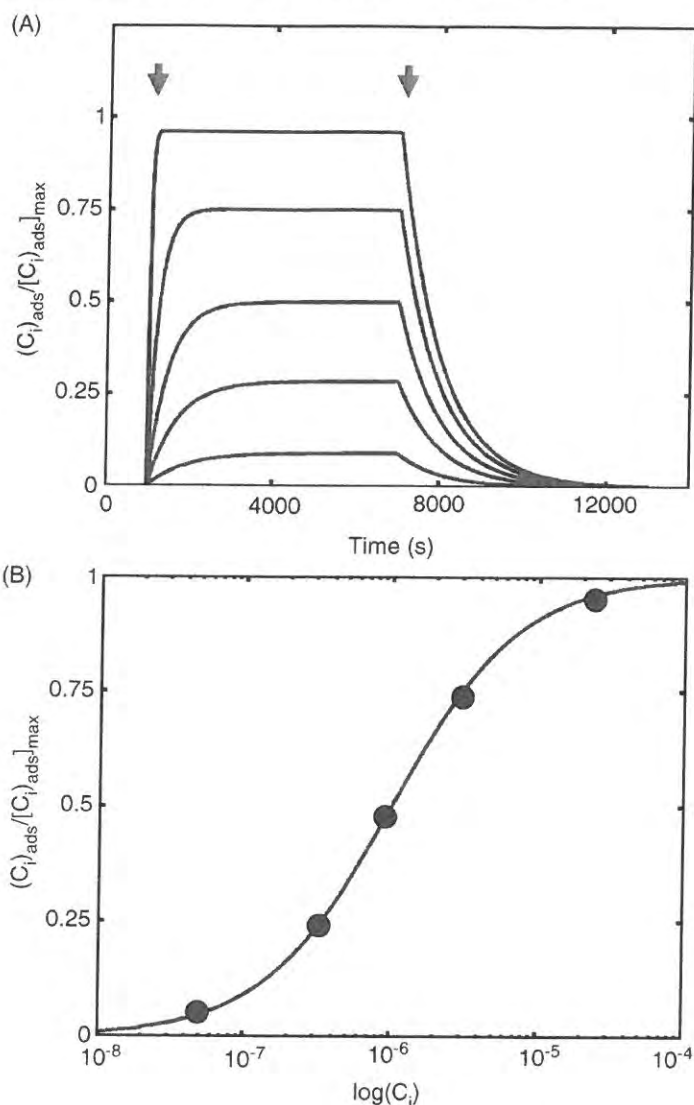 (A)
1
0.75
0.5
0.25
0
(C_i)_ads/[C_i)_ads]_max
0 4000 8000 12000
Time (s)
(B)
1
0.75
0.5
0.25
0
(C_i)_ads/[C_i)_ads]_max
10^-8 10^-7 10^-6 10^-5 10^-4
log(C_i)